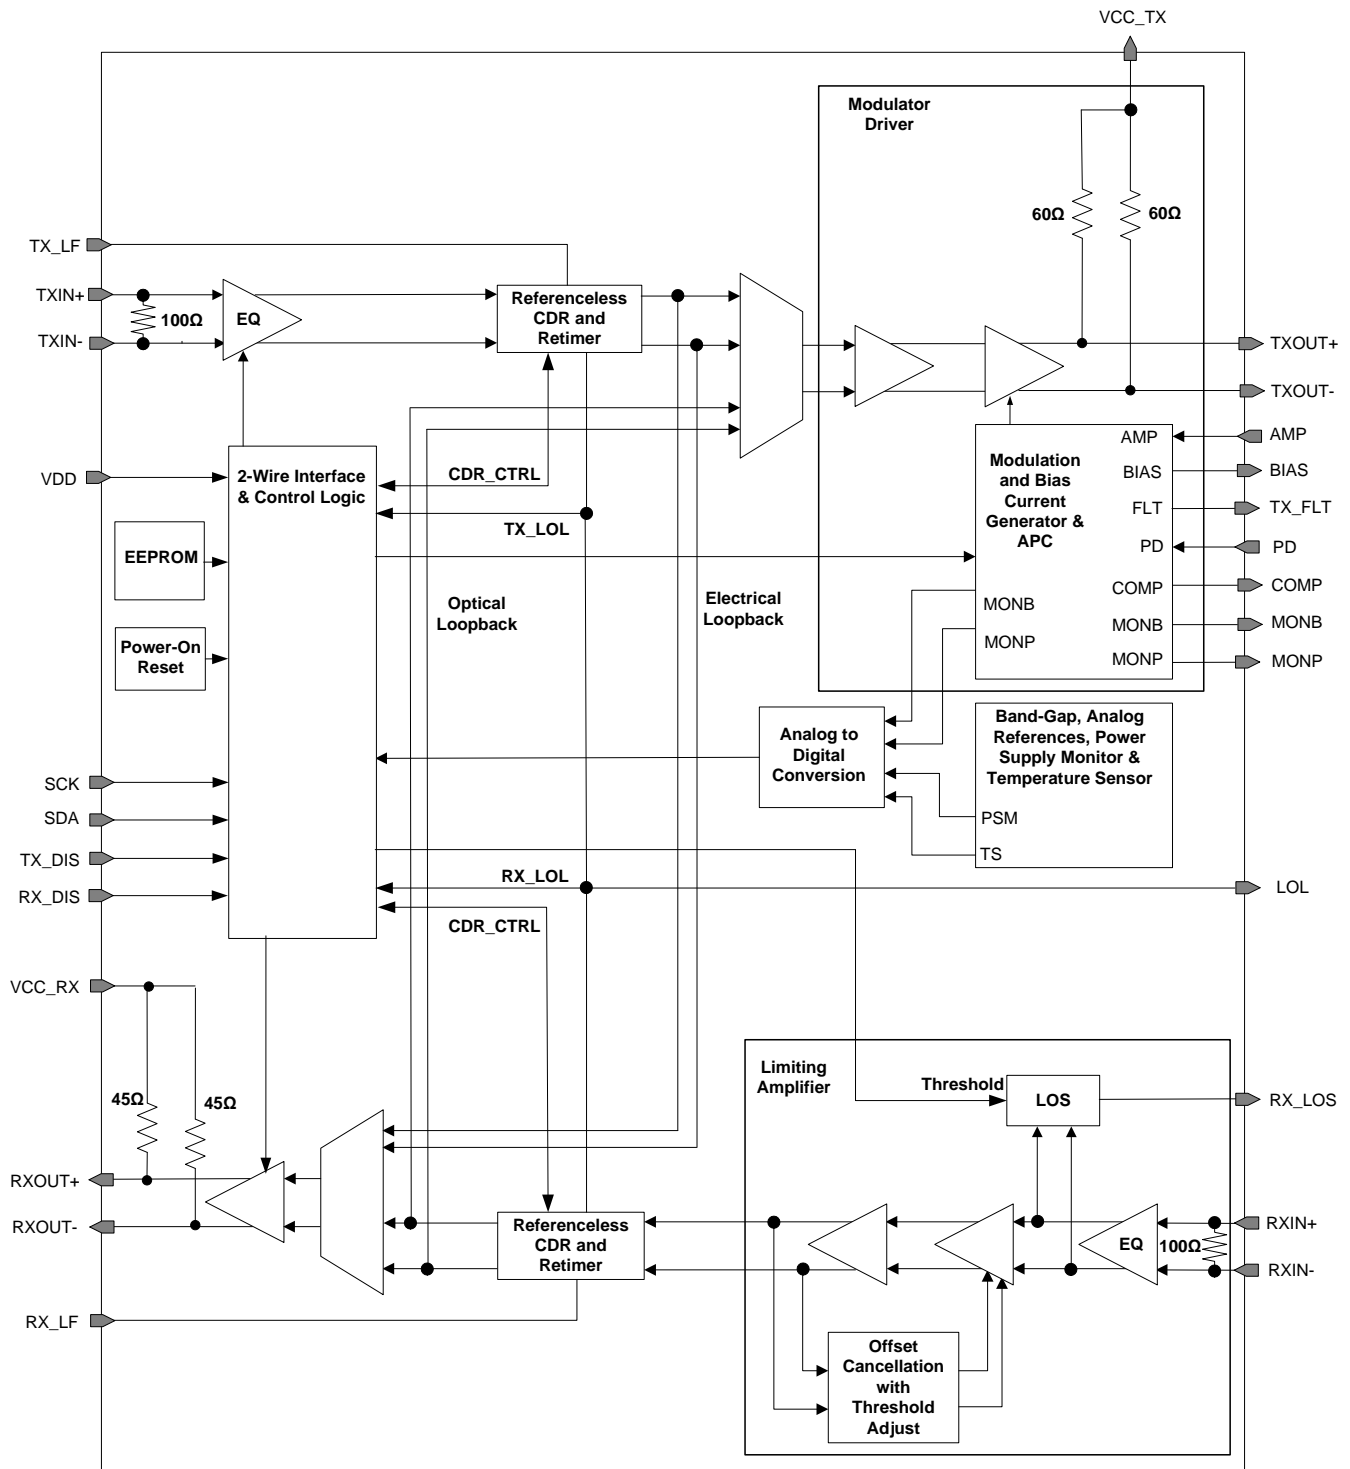 VCC_TX
Modulator
Driver
60Ω
60Ω
TX_LF
TXIN+
TXIN-
100Ω
EQ
Referenceless
CDR and
Retimer
TXOUT+
TXOUT-
VDD
2-Wire Interface
& Control Logic
CDR_CTRL
TX_LOL
EEPROM
Power-On
Reset
Optical
Loopback
Electrical
Loopback
Modulation
and Bias
Current
Generator &
APC
AMP
BIAS
FLT
PD
COMP
MONB
MONP
MONB
MONP
AMP
BIAS
TX_FLT
PD
COMP
MONB
MONP
Analog to
Digital
Conversion
Band-Gap, Analog
References, Power
Supply Monitor &
Temperature Sensor
PSM
TS
SCK
SDA
TX_DIS
RX_DIS
RX_LOL
CDR_CTRL
LOL
VCC_RX
45Ω
45Ω
RXOUT+
RXOUT-
RX_LF
Referenceless
CDR and
Retimer
Limiting
Amplifier
Threshold
LOS
RX_LOS
EQ
100Ω
RXIN+
RXIN-
Offset
Cancellation
with
Threshold
Adjust